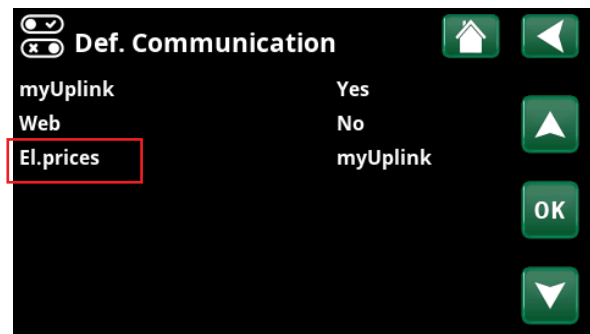 Def. Communication
myUplink Yes
Web No
El.prices myUplink
OK